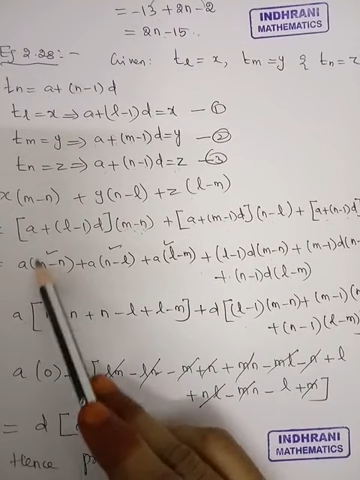 = -13 + 2n - 2
= 2n - 15.
INDHRANI
MATHEMATICS
Eg 2.28:-
Given: tl = x, tm = y & tn = z
tn = a + (n-1)d
tl = x ⇒ a + (l-1)d = x — ①
tm = y ⇒ a + (m-1)d = y — ②
tn = z ⇒ a + (n-1)d = z — ③
x(m-n) + y(n-l) + z(l-m)
= [a + (l-1)d](m-n) + [a + (m-1)d](n-l) + [a + (n-1)d]
= a(m-n) + a(n-l) + a(l-m) + (l-1)d(m-n) + (m-1)d(n-
+ (n-1)d(l-m)
a [ n + n - l + l - m] + d [(l-1)(m-n) + (m-1)(
+ (n-1)(l-m)
a (0) [lm - ln - m + n + mn - ml - n + l
+ nl - mn - l + m]
= d [
Hence
INDHRANI
MATHEMATICS